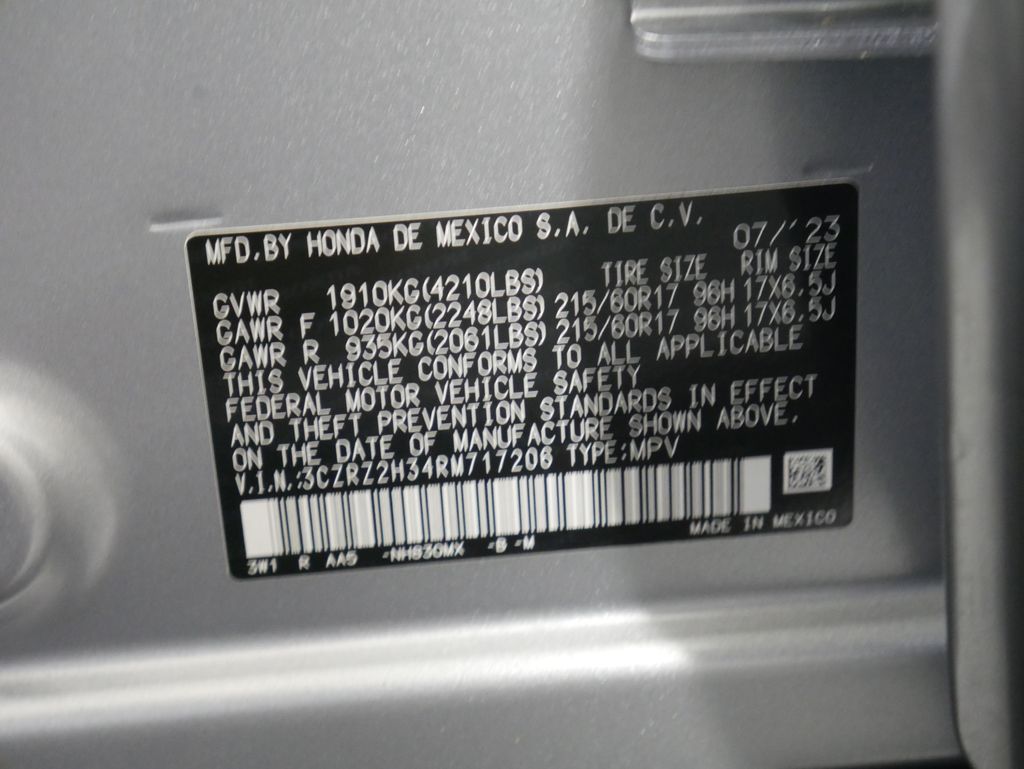 MFD.BY HONDA DE MEXICO S.A. DE C.V.
07/'23
TIRE SIZE RIM SIZE
GVWR 1910KG(4210LBS)
GAWR F 1020KG(2248LBS) 215/60R17 96H 17X6.5J
GAWR R 935KG(2061LBS) 215/60R17 96H 17X6.5J
THIS VEHICLE CONFORMS TO ALL APPLICABLE
FEDERAL MOTOR VEHICLE SAFETY
AND THEFT PREVENTION STANDARDS IN EFFECT
ON THE DATE OF MANUFACTURE SHOWN ABOVE.
V.I.N.:3CZRZ2H34RM717206 TYPE:MPV
MADE IN MEXICO
3W1 R AA5 -NH830MX -B -M